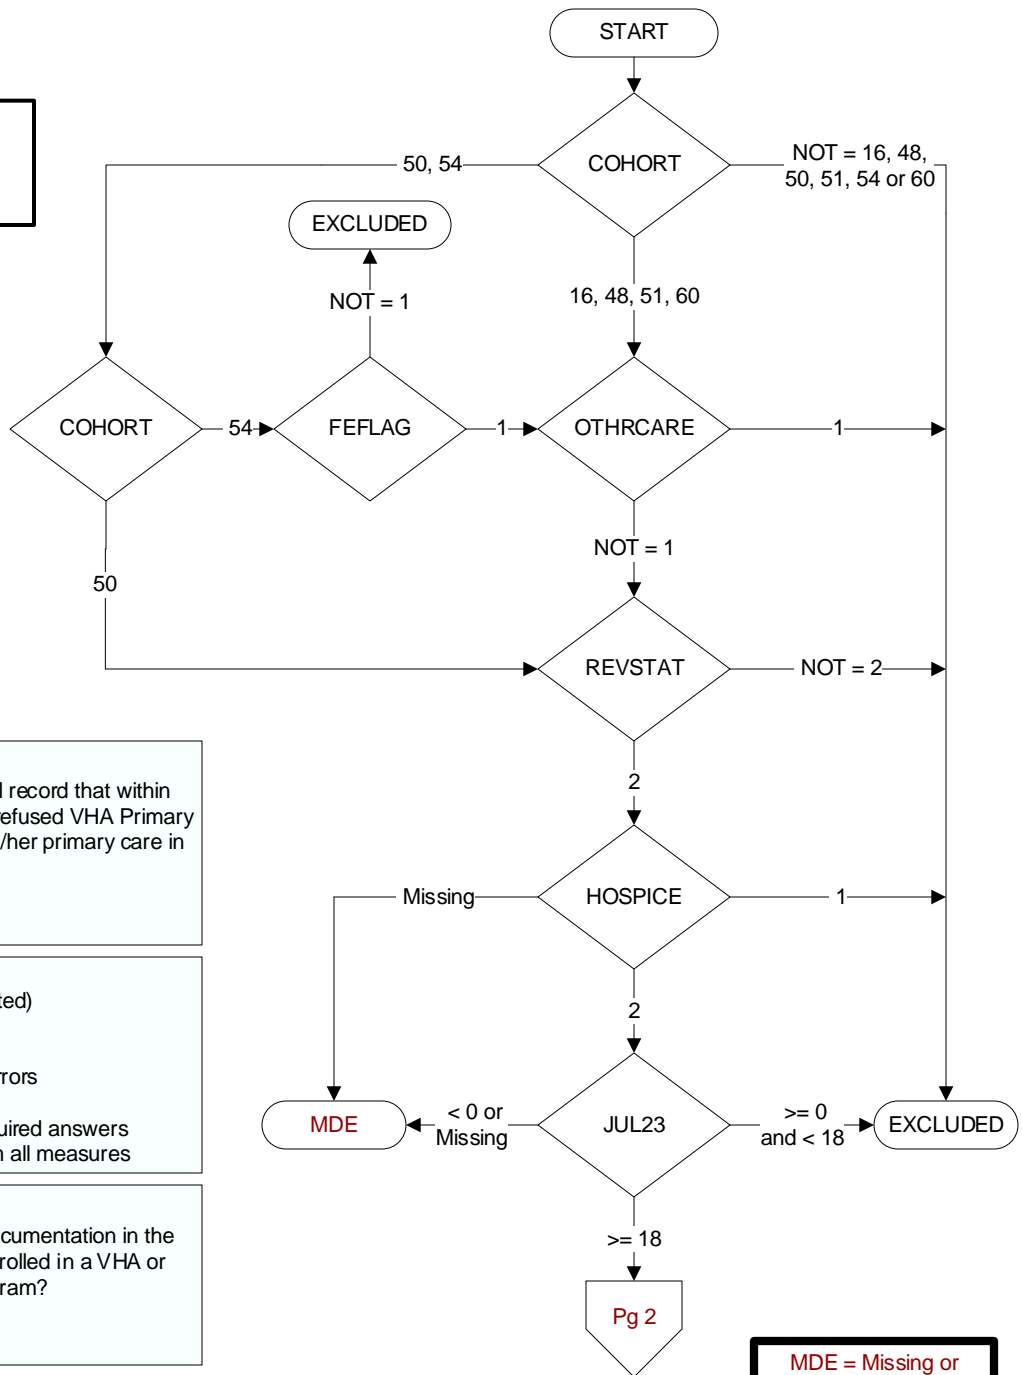 START
COHORT
50, 54
NOT = 16, 48,
50, 51, 54 or 60
EXCLUDED
NOT = 1
16, 48, 51, 60
COHORT
54
FEFLAG
1
OTHRCARE
1
NOT = 1
50
REVSTAT
NOT = 2
2
record that within
refused VHA Primary
/her primary care in
Missing
HOSPICE
1
2
ted)
rrors
uired answers
n all measures
MDE
< 0 or
Missing
JUL23
>= 0
and < 18
EXCLUDED
cumentation in the
rolled in a VHA or
ram?
>= 18
Pg 2
MDE = Missing or